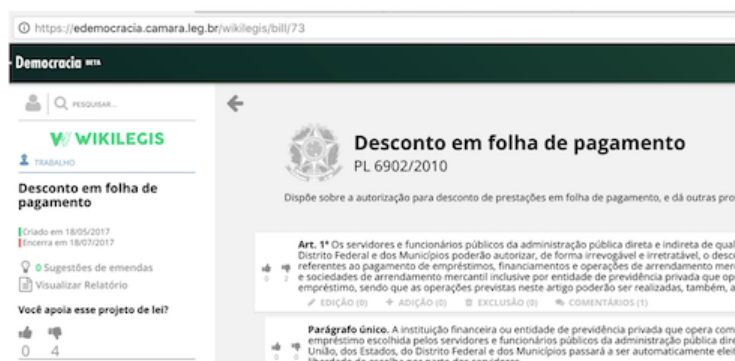 https://edemocracia.camara.leg.br/wikilegis/bill/73
Democracia BETA
PESQUISAR...
WIKILEGIS
TRABALHO
Desconto em folha de
pagamento
Criado em 18/05/2017
Encerra em 18/07/2017
0 Sugestões de emendas
Visualizar Relatório
Você apoia esse projeto de lei?
0 4
Desconto em folha de pagamento
PL 6902/2010
Dispõe sobre a autorização para desconto de prestações em folha de pagamento, e dá outras pro
Art. 1º Os servidores e funcionários públicos da administração pública direta e indireta de qual
Distrito Federal e dos Municípios poderão autorizar, de forma irrevogável e irretratável, o desc
referentes ao pagamento de empréstimos, financiamentos e operações de arrendamento mer
e sociedades de arrendamento mercantil inclusive por entidade de previdência privada que op
empréstimo, sendo que as operações previstas neste artigo poderão ser realizadas, também, a
0 2
EDIÇÃO (0) + ADIÇÃO (0) EXCLUSÃO (0) COMENTÁRIOS (1)
Parágrafo único. A instituição financeira ou entidade de previdência privada que opera com
empréstimo escolhida pelos servidores e funcionários públicos da administração pública dire
União, dos Estados, do Distrito Federal e dos Municípios passará a ser automaticamente elei
0 0